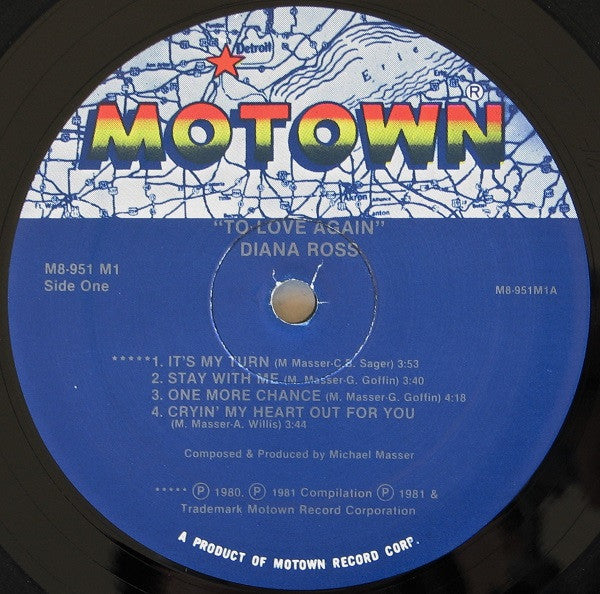 Detroit
Erie
MOTOWN®
Akron
Canton
"TO LOVE AGAIN"
DIANA ROSS
M8-951 M1
Side One
M8-951M1A
*****1. IT'S MY TURN (M Masser-C.B. Sager) 3:53
2. STAY WITH ME (M. Masser-G. Goffin) 3:40
3. ONE MORE CHANCE (M. Masser-G. Goffin) 4:18
4. CRYIN' MY HEART OUT FOR YOU
(M. Masser-A. Willis) 3:44
Composed & Produced by Michael Masser
***** Ⓟ 1980. Ⓟ 1981 Compilation Ⓟ 1981 &
Trademark Motown Record Corporation
A PRODUCT OF MOTOWN RECORD CORP.